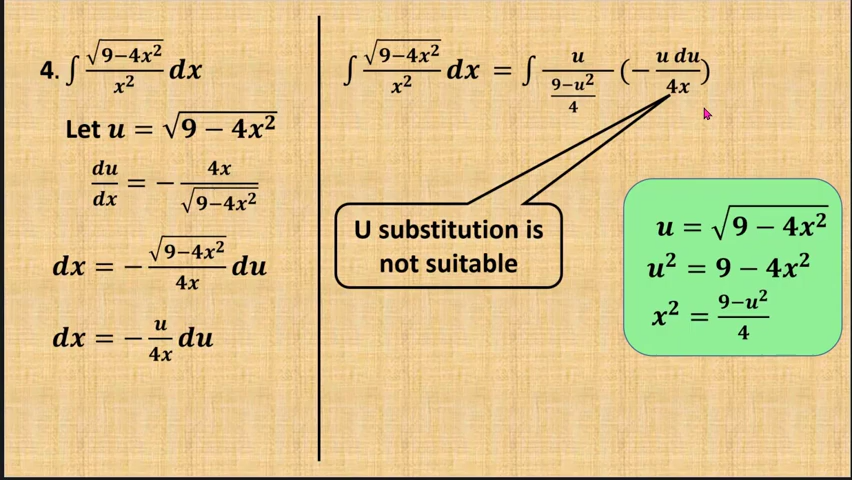 4. ∫ √(9−4x²)/x² dx
Let u = √(9 − 4x²)
du/dx = − 4x/√(9−4x²)
dx = − √(9−4x²)/4x du
dx = − u/4x du
∫ √(9−4x²)/x² dx = ∫ u/((9−u²)/4) (− u du/4x)
U substitution is
not suitable
u = √(9 − 4x²)
u² = 9 − 4x²
x² = (9−u²)/4